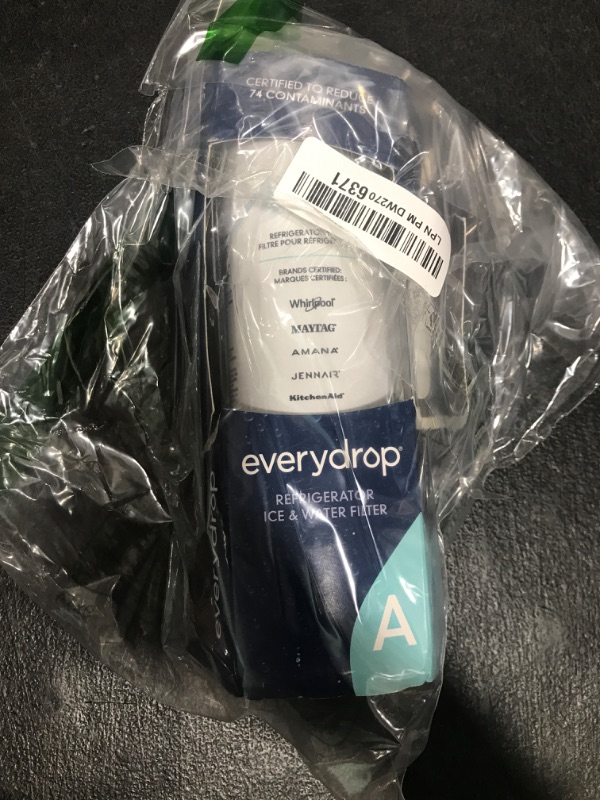 CERTIFIED TO REDUCE
74 CONTAMINANTS
LPN PM DW2706371
REFRIGERATOR
FILTRE POUR RÉFRIG
BRANDS CERTIFIED:
MARQUES CERTIFIÉES :
Whirlpool
MAYTAG
AMANA
JENNAIR
KitchenAid
everydrop
REFRIGERATOR
ICE & WATER FILTER
A
everydrop